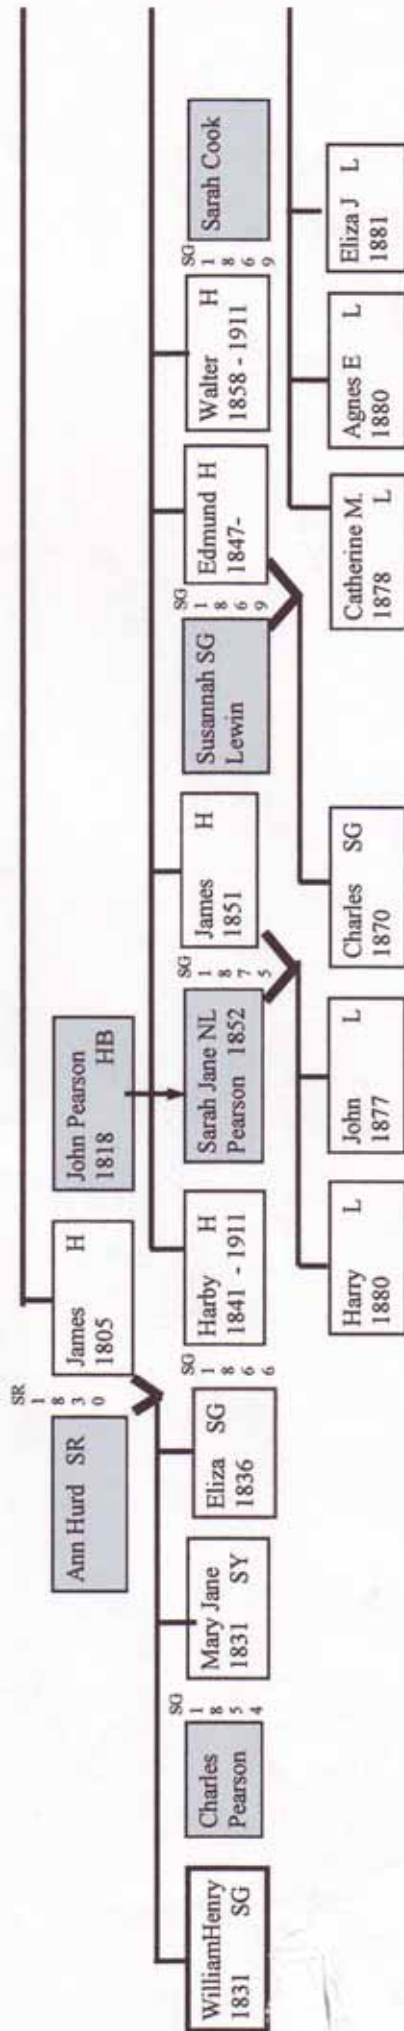 SR
1
8
3
0
Ann Hurd SR
James H
1805
John Pearson
1818 HB
WilliamHenry
1831 SG
Charles
Pearson
SG
1
8
5
4
Mary Jane
1831 SY
Eliza SG
1836
SG
1
8
6
6
Harby H
1841 - 1911
Sarah Jane NL
Pearson 1852
SG
1
8
7
5
James H
1851
Susannah SG
Lewin
SG
1
8
6
9
Edmund H
1847-
Walter H
1858 - 1911
SG
1
8
6
9
Sarah Cook
Harry L
1880
John L
1877
Charles SG
1870
Catherine M.
1878 L
Agnes E L
1880
Eliza J L
1881